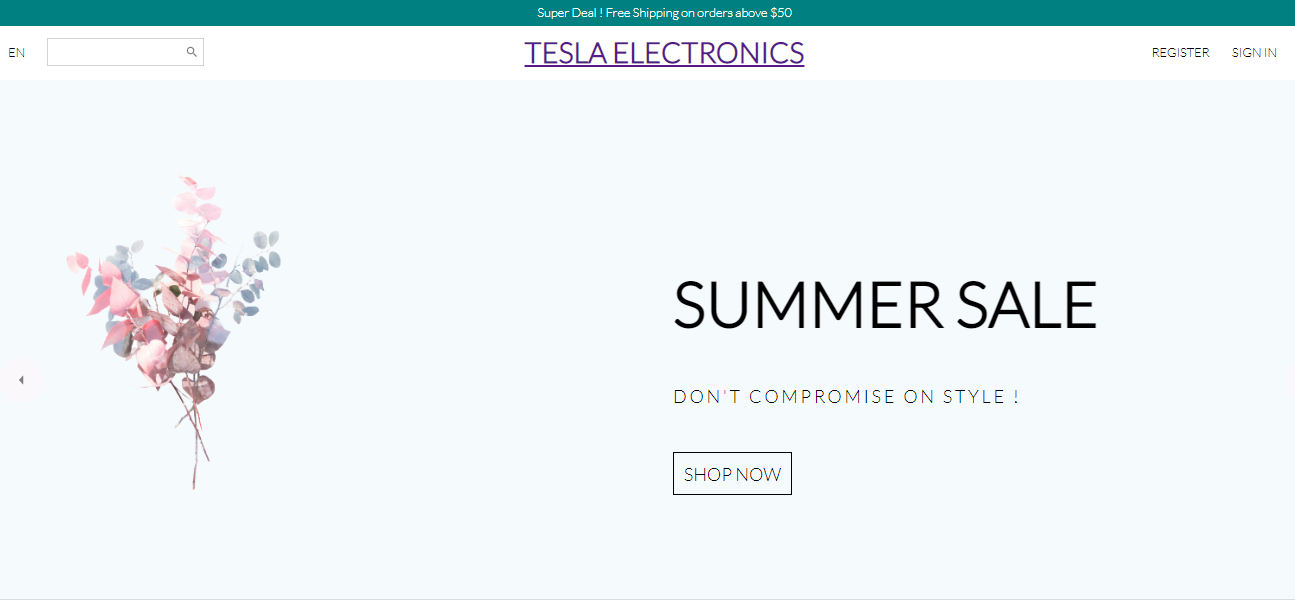 Super Deal ! Free Shipping on orders above $50
EN
TESLA ELECTRONICS
REGISTER
SIGN IN
SUMMER SALE
DON'T COMPROMISE ON STYLE !
SHOP NOW